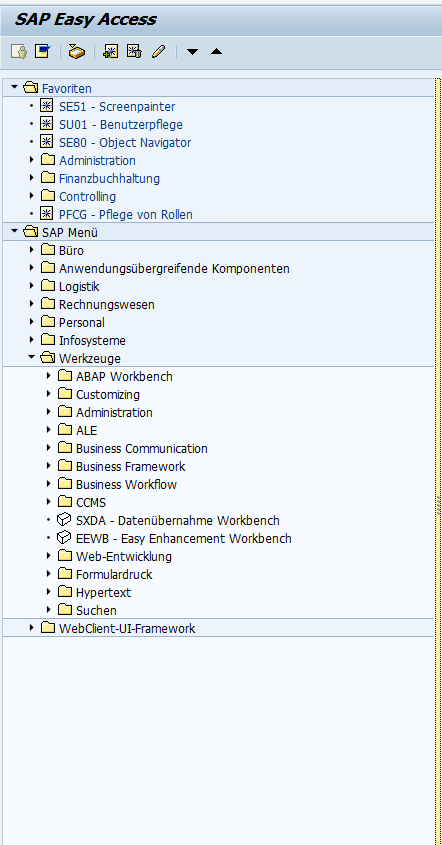 SAP Easy Access
Favoriten
SE51 - Screenpainter
SU01 - Benutzerpflege
SE80 - Object Navigator
Administration
Finanzbuchhaltung
Controlling
PFCG - Pflege von Rollen
SAP Menü
Büro
Anwendungsübergreifende Komponenten
Logistik
Rechnungswesen
Personal
Infosysteme
Werkzeuge
ABAP Workbench
Customizing
Administration
ALE
Business Communication
Business Framework
Business Workflow
CCMS
SXDA - Datenübernahme Workbench
EEWB - Easy Enhancement Workbench
Web-Entwicklung
Formulardruck
Hypertext
Suchen
WebClient-UI-Framework